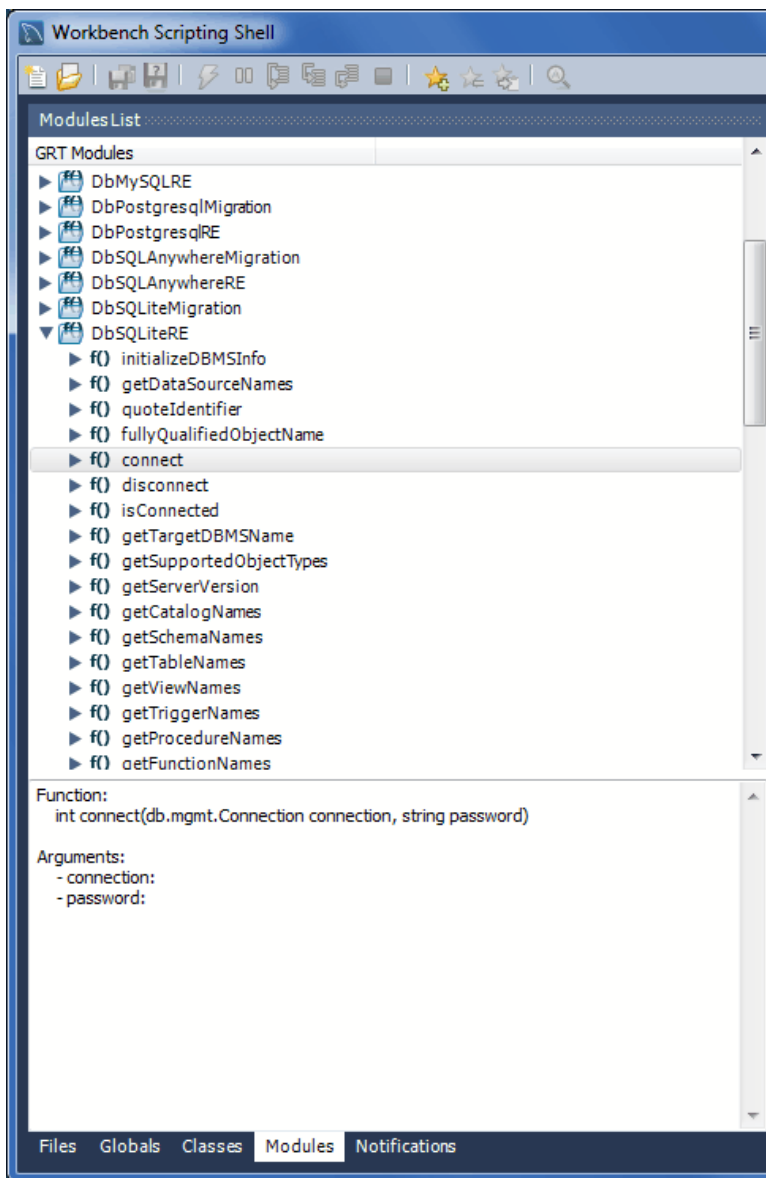 Workbench Scripting Shell
ModulesList
GRT Modules
f() DbMySQLRE
f() DbPostgresqlMigration
f() DbPostgresqlRE
f() DbSQLAnywhereMigration
f() DbSQLAnywhereRE
f() DbSQLiteMigration
f() DbSQLiteRE
f() initializeDBMSInfo
f() getDataSourceNames
f() quoteIdentifier
f() fullyQualifiedObjectName
f() connect
f() disconnect
f() isConnected
f() getTargetDBMSName
f() getSupportedObjectTypes
f() getServerVersion
f() getCatalogNames
f() getSchemaNames
f() getTableNames
f() getViewNames
f() getTriggerNames
f() getProcedureNames
f() getFunctionNames
Function:
int connect(db.mgmt.Connection connection, string password)
Arguments:
- connection:
- password:
Files Globals Classes Modules Notifications